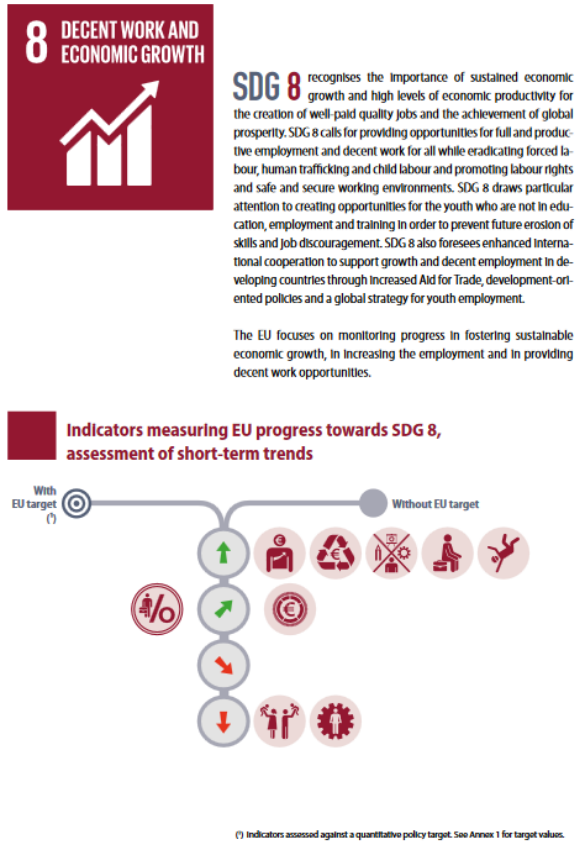 8 DECENT WORK AND
ECONOMIC GROWTH
SDG 8 recognises the importance of sustained economic
growth and high levels of economic productivity for
the creation of well-paid quality jobs and the achievement of global
prosperity. SDG 8 calls for providing opportunities for full and produc-
tive employment and decent work for all while eradicating forced la-
bour, human trafficking and child labour and promoting labour rights
and safe and secure working environments. SDG 8 draws particular
attention to creating opportunities for the youth who are not in edu-
cation, employment and training in order to prevent future erosion of
skills and job discouragement. SDG 8 also foresees enhanced interna-
tional cooperation to support growth and decent employment in de-
veloping countries through increased Aid for Trade, development-ori-
ented policies and a global strategy for youth employment.
The EU focuses on monitoring progress in fostering sustainable
economic growth, in increasing the employment and in providing
decent work opportunities.
Indicators measuring EU progress towards SDG 8,
assessment of short-term trends
With
EU target
Without EU target
€
€
%
€
Indicators assessed against a quantitative policy target. See Annex 1 for target values.